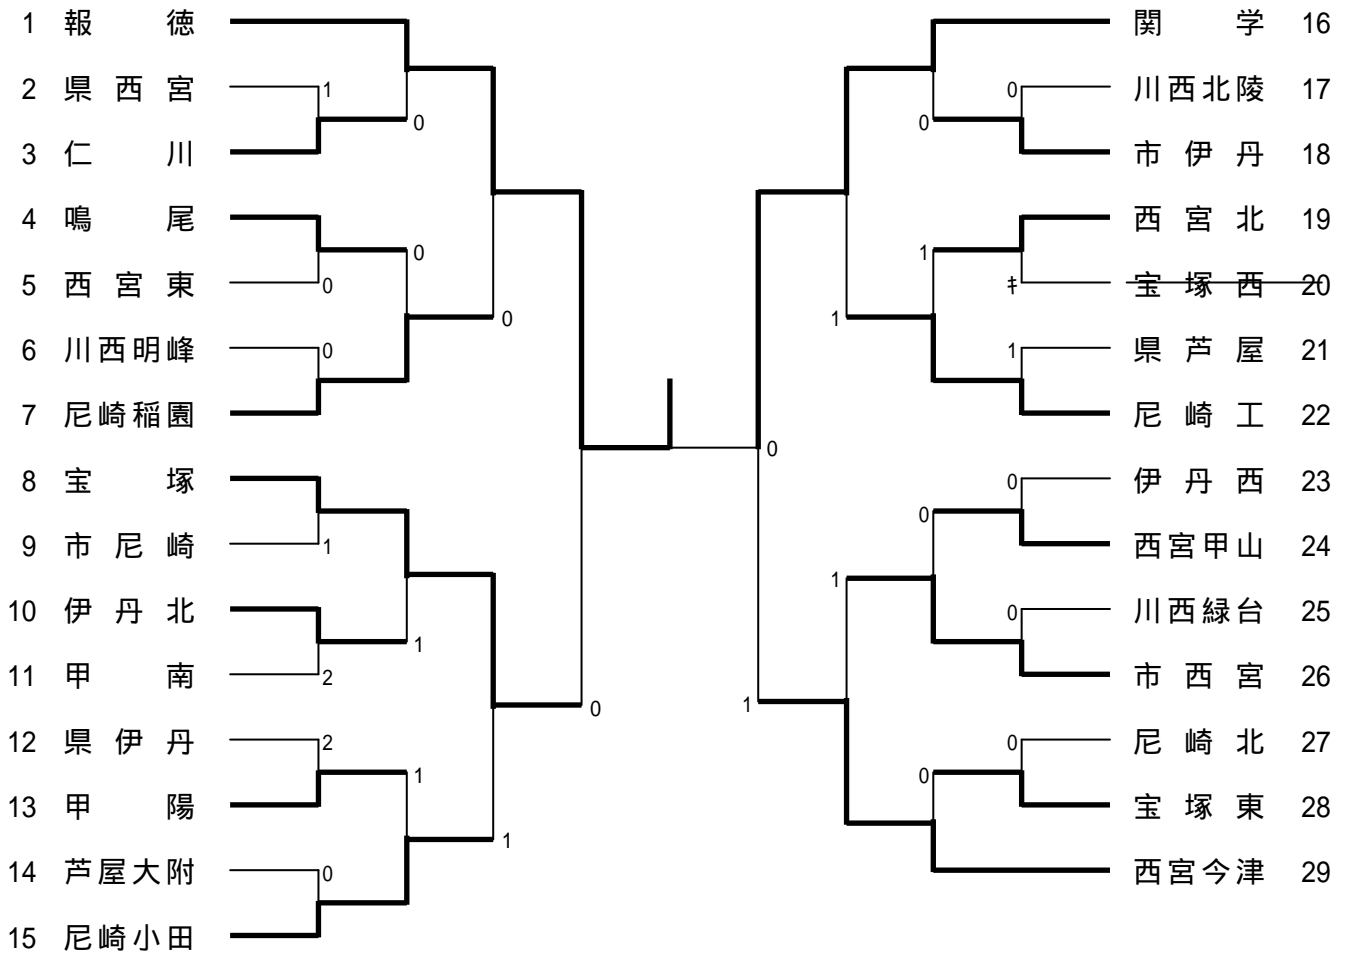 1 報 徳
2 県 西 宮
3 仁 川
4 鳴 尾
5 西 宮 東
6 川西明峰
7 尼崎稲園
8 宝 塚
9 市 尼 崎
10 伊 丹 北
11 甲 南
12 県 伊 丹
13 甲 陽
14 芦屋大附
15 尼崎小田
1
0
0
0
0
0
1
1
2
0
2
1
1
0
0
関 学 16
川西北陵 17
市 伊 丹 18
西 宮 北 19
宝 塚 西 20
県 芦 屋 21
尼 崎 工 22
伊 丹 西 23
西宮甲山 24
川西緑台 25
市 西 宮 26
尼 崎 北 27
宝 塚 東 28
西宮今津 29
0
0
1
キ
1
1
0
0
0
1
0
1
0
0